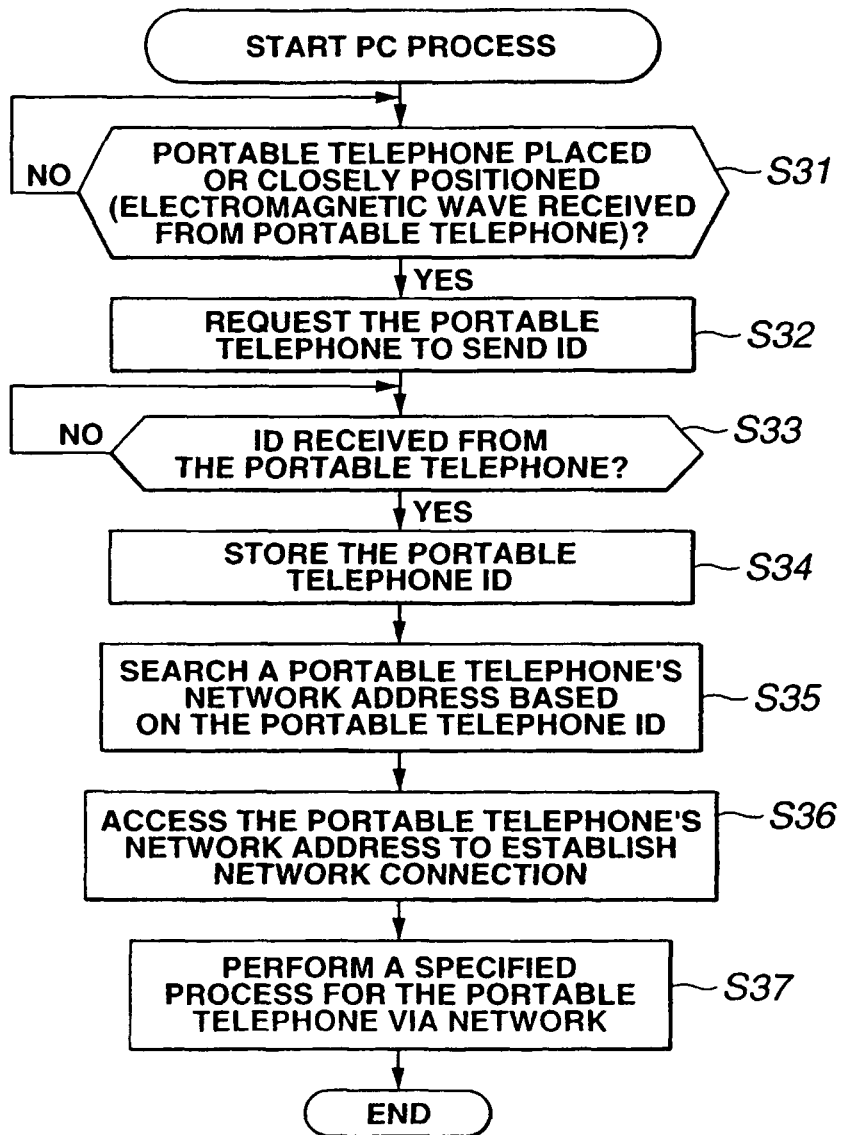 START PC PROCESS
PORTABLE TELEPHONE PLACED
OR CLOSELY POSITIONED
(ELECTROMAGNETIC WAVE RECEIVED
FROM PORTABLE TELEPHONE)?
S31
NO
YES
REQUEST THE PORTABLE
TELEPHONE TO SEND ID
S32
ID RECEIVED FROM
THE PORTABLE TELEPHONE?
S33
NO
YES
STORE THE PORTABLE
TELEPHONE ID
S34
SEARCH A PORTABLE TELEPHONE'S
NETWORK ADDRESS BASED
ON THE PORTABLE TELEPHONE ID
S35
ACCESS THE PORTABLE TELEPHONE'S
NETWORK ADDRESS TO ESTABLISH
NETWORK CONNECTION
S36
PERFORM A SPECIFIED
PROCESS FOR THE PORTABLE
TELEPHONE VIA NETWORK
S37
END